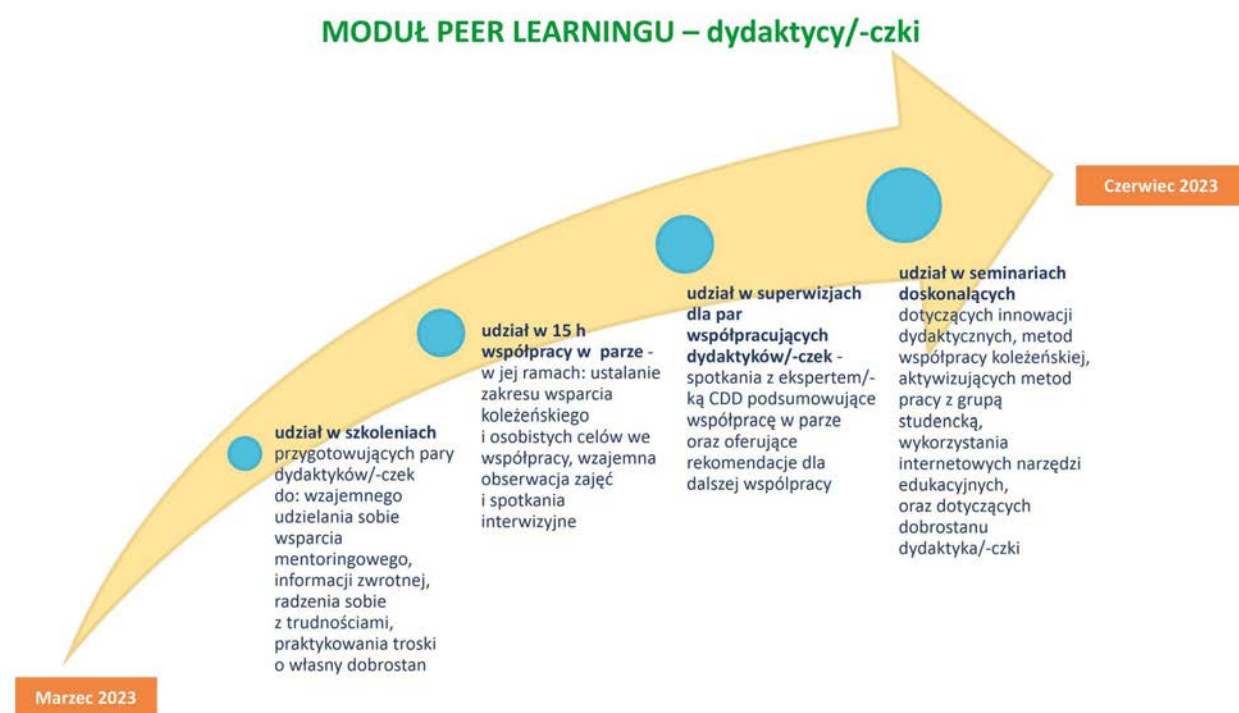 MODUŁ PEER LEARNINGU – dydaktycy/-czki
Czerwiec 2023
udział w szkoleniach
przygotowujących pary
dydaktyków/-czek
do: wzajemnego
udzielania sobie
wsparcia
mentoringowego,
informacji zwrotnej,
radzenia sobie
z trudnościami,
praktykowania troski
o własny dobrostan
udział w 15 h
współpracy w parze -
w jej ramach: ustalanie
zakresu wsparcia
koleżeńskiego
i osobistych celów we
współpracy, wzajemna
obserwacja zajęć
i spotkania
interwizyjne
udział w superwizjach
dla par
współpracujących
dydaktyków/-czek -
spotkania z ekspertem/-
ką CDD podsumowujące
współpracę w parze
oraz oferujące
rekomendacje dla
dalszej wspólpracy
udział w seminariach
doskonalących
dotyczących innowacji
dydaktycznych, metod
współpracy koleżeńskiej,
aktywizujących metod
pracy z grupą
studencką,
wykorzystania
internetowych narzędzi
edukacyjnych,
oraz dotyczących
dobrostanu
dydaktyka/-czki
Marzec 2023